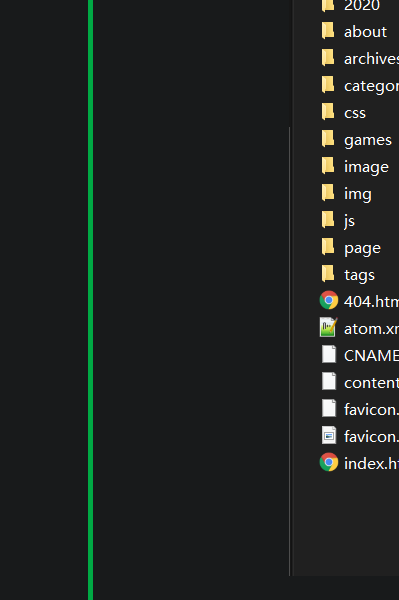 2020
about
archives
categor
css
games
image
img
js
page
tags
404.htm
atom.xm
CNAME
content
favicon.
favicon.
index.ht